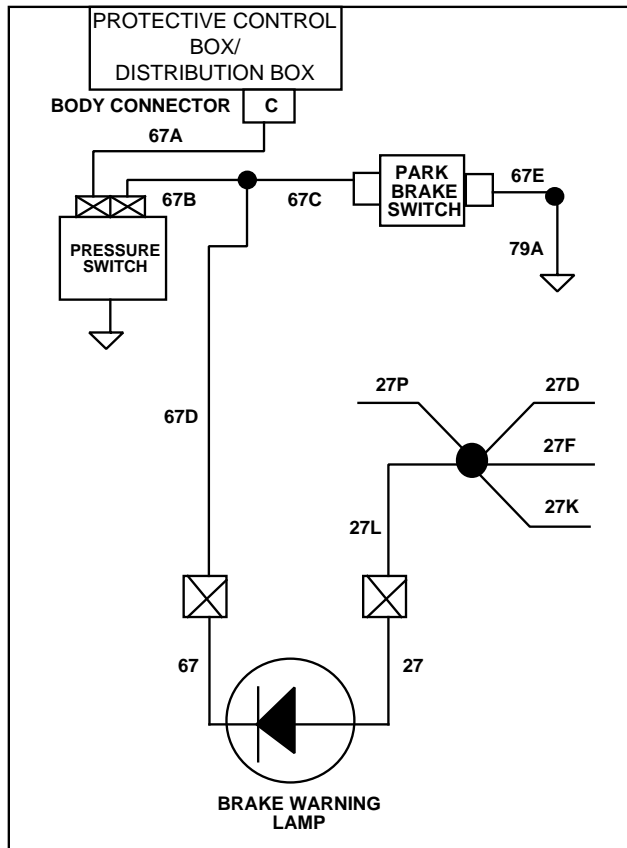 PROTECTIVE CONTROL
BOX/
DISTRIBUTION BOX
BODY CONNECTOR
C
67A
67B
67C
PARK
BRAKE
SWITCH
67E
PRESSURE
SWITCH
79A
27P
27D
67D
27F
27K
27L
67
27
BRAKE WARNING
LAMP